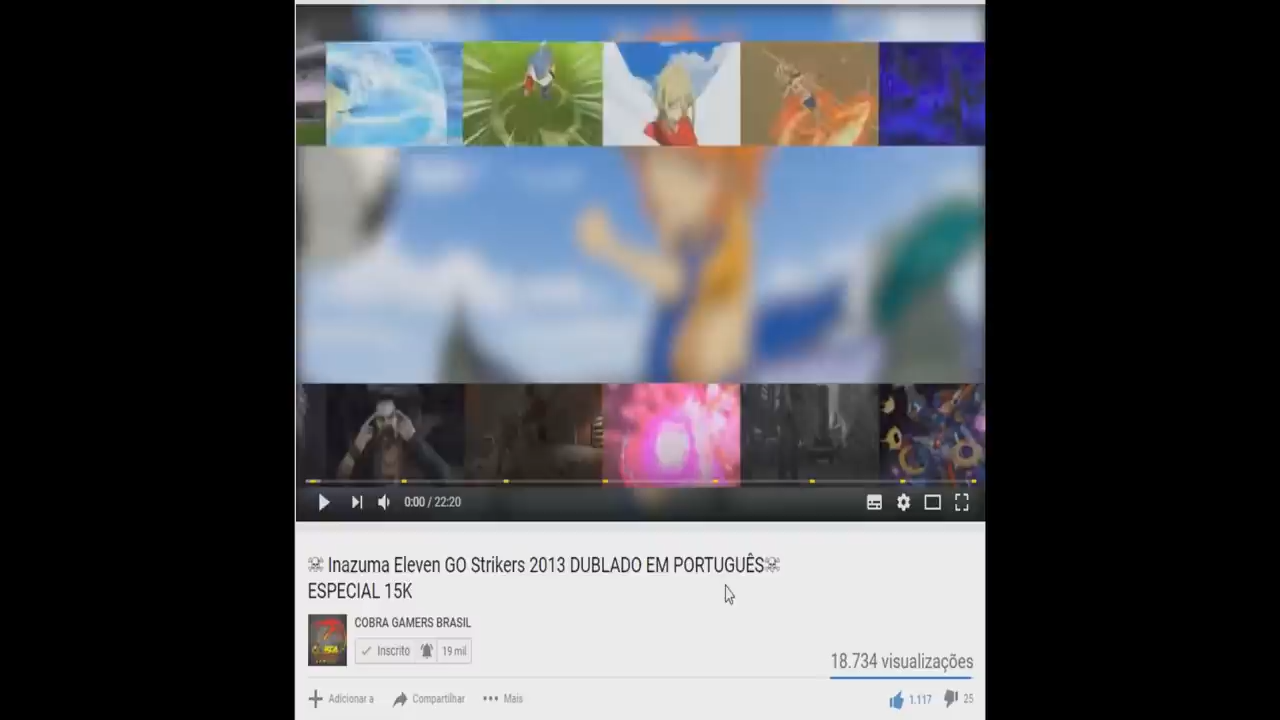 0:00 / 22:20
☠ Inazuma Eleven GO Strikers 2013 DUBLADO EM PORTUGUÊS☠
ESPECIAL 15K
COBRA GAMERS BRASIL
Inscrito 19 mil
18.734 visualizações
Adicionar a Compartilhar Mais 1.117 25